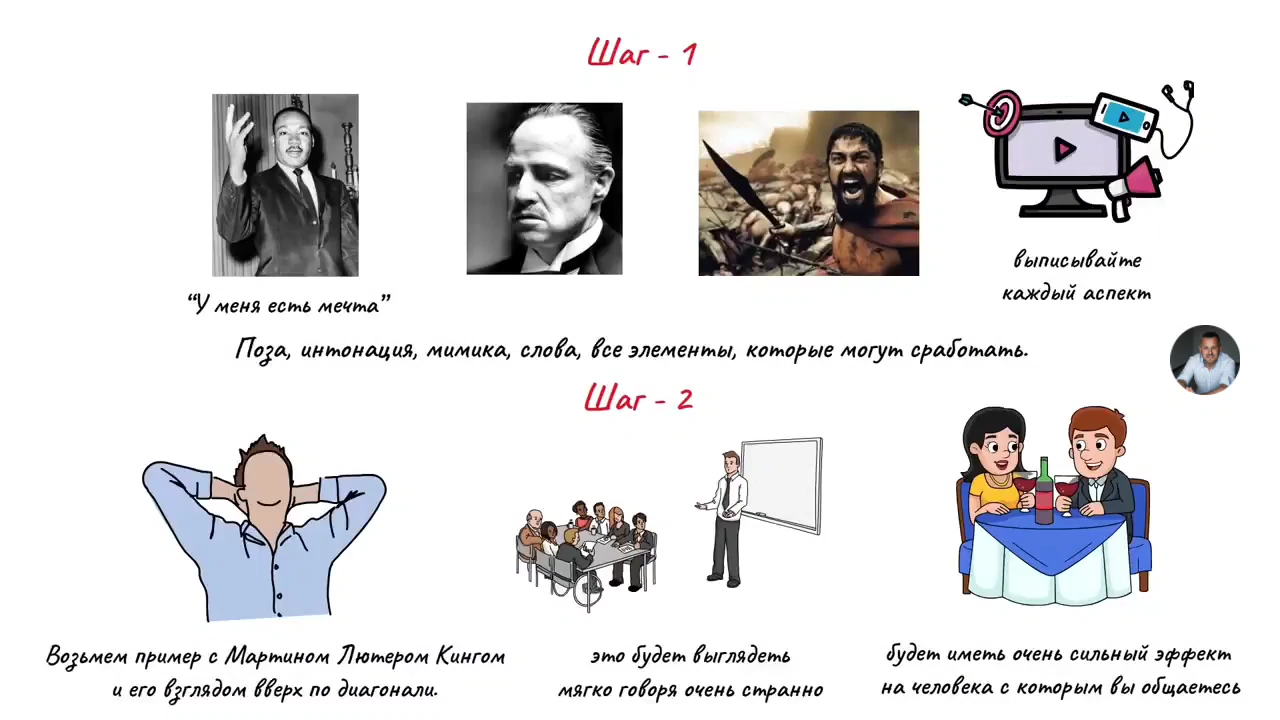 Шаг - 1
"У меня есть мечта"
выписывайте
каждый аспект
Поза, интонация, мимика, слова, все элементы, которые могут сработать.
Шаг - 2
Возьмем пример с Мартином Лютером Кингом
и его взглядом вверх по диагонали.
это будет выглядеть
мягко говоря очень странно
будет иметь очень сильный эффект
на человека с которым вы общаетесь